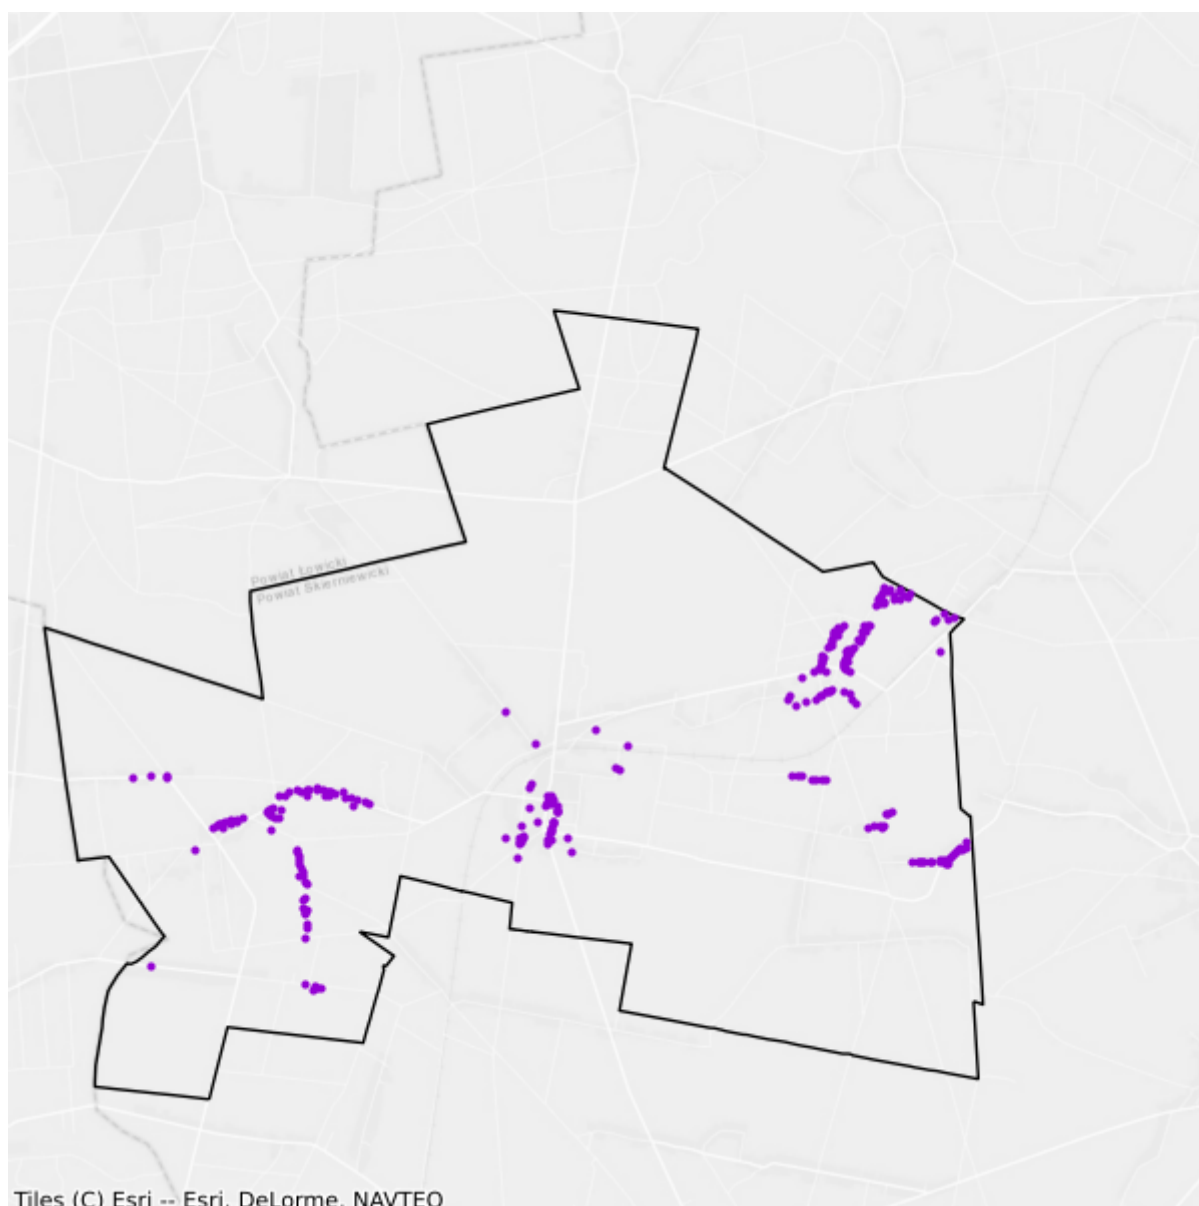 Powiat Łowicki
Powiat Skierniewicki
Tiles (C) Esri -- Esri, DeLorme, NAVTEQ